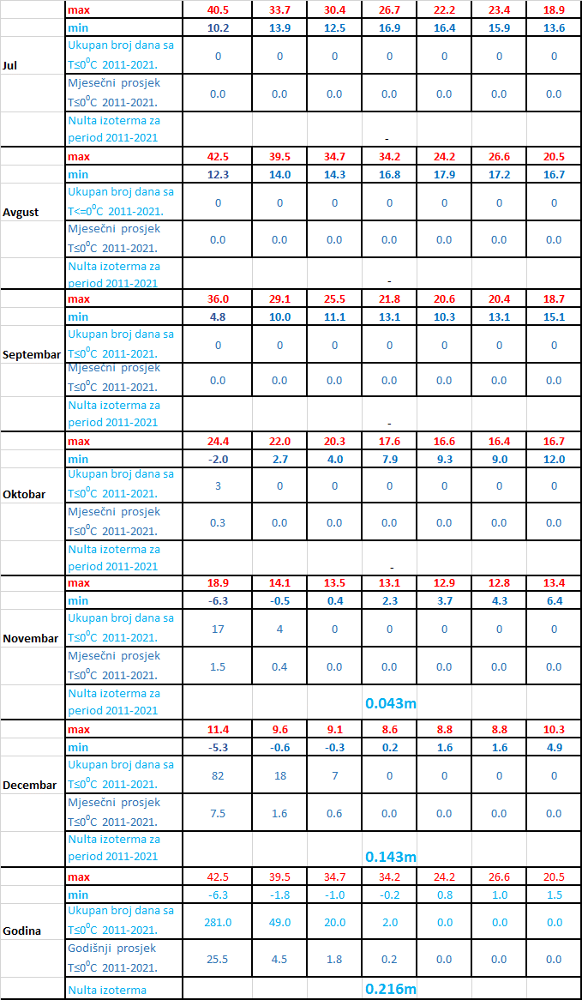 max 40.5 33.7 30.4 26.7 22.2 23.4 18.9
min 10.2 13.9 12.5 16.9 16.4 15.9 13.6
Ukupan broj dana sa
T≤0⁰C 2011-2021. 0 0 0 0 0 0 0
Jul
Mjesečni prosjek
T≤0⁰C 2011-2021. 0.0 0.0 0.0 0.0 0.0 0.0 0.0
Nulta izoterma za
period 2011-2021 -
max 42.5 39.5 34.7 34.2 24.2 26.6 20.5
min 12.3 14.0 14.3 16.8 17.9 17.2 16.7
Ukupan broj dana sa
Avgust T<=0⁰C 2011-2021. 0 0 0 0 0 0 0
Mjesečni prosjek
T≤0⁰C 2011-2021. 0.0 0.0 0.0 0.0 0.0 0.0 0.0
Nulta izoterma za
period 2011-2021 -
max 36.0 29.1 25.5 21.8 20.6 20.4 18.7
min 4.8 10.0 11.1 13.1 10.3 13.1 15.1
Ukupan broj dana sa
Septembar T≤0⁰C 2011-2021. 0 0 0 0 0 0 0
Mjesečni prosjek
T≤0⁰C 2011-2021. 0.0 0.0 0.0 0.0 0.0 0.0 0.0
Nulta izoterma za
period 2011-2021 -
max 24.4 22.0 20.3 17.6 16.6 16.4 16.7
min -2.0 2.7 4.0 7.9 9.3 9.0 12.0
Ukupan broj dana sa
Oktobar T≤0⁰C 2011-2021. 3 0 0 0 0 0 0
Mjesečni prosjek
T≤0⁰C 2011-2021. 0.3 0.0 0.0 0.0 0.0 0.0 0.0
Nulta izoterma za
period 2011-2021 -
max 18.9 14.1 13.5 13.1 12.9 12.8 13.4
min -6.3 -0.5 0.4 2.3 3.7 4.3 6.4
Ukupan broj dana sa
Novembar T≤0⁰C 2011-2021. 17 4 0 0 0 0 0
Mjesečni prosjek
T≤0⁰C 2011-2021. 1.5 0.4 0.0 0.0 0.0 0.0 0.0
Nulta izoterma za
period 2011-2021 0.043m
max 11.4 9.6 9.1 8.6 8.8 8.8 10.3
min -5.3 -0.6 -0.3 0.2 1.6 1.6 4.9
Ukupan broj dana sa
Decembar T≤0⁰C 2011-2021. 82 18 7 0 0 0 0
Mjesečni prosjek
T≤0⁰C 2011-2021. 7.5 1.6 0.6 0.0 0.0 0.0 0.0
Nulta izoterma za
period 2011-2021 0.143m
max 42.5 39.5 34.7 34.2 24.2 26.6 20.5
min -6.3 -1.8 -1.0 -0.2 0.8 1.0 1.5
Ukupan broj dana sa
Godina T≤0⁰C 2011-2021. 281.0 49.0 20.0 2.0 0.0 0.0 0.0
Godišnji prosjek
T≤0⁰C 2011-2021. 25.5 4.5 1.8 0.2 0.0 0.0 0.0
Nulta izoterma 0.216m